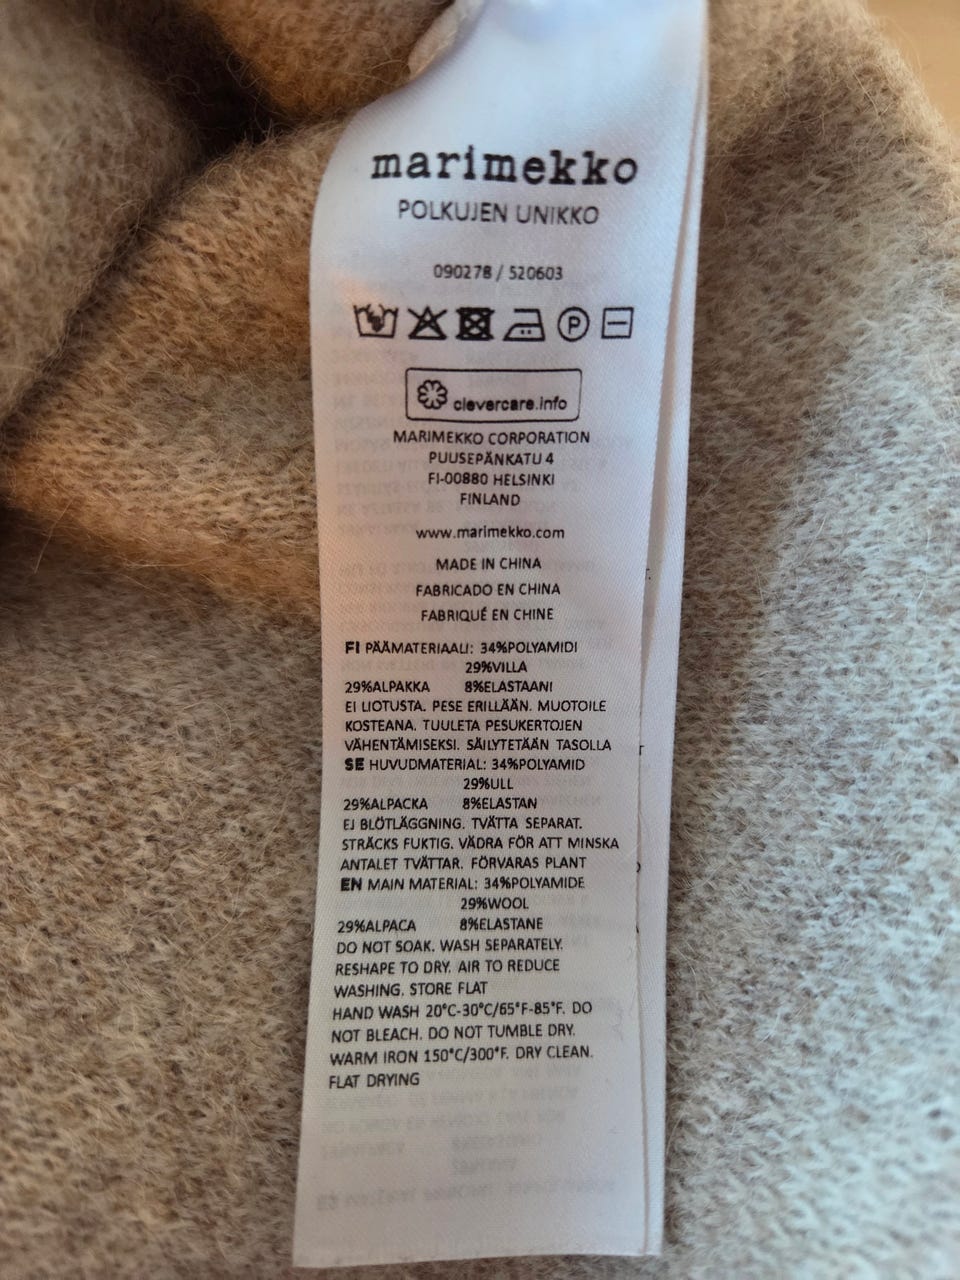 marimekko
POLKUJEN UNIKKO
090278 / 520603
P
clevercare.info
MARIMEKKO CORPORATION
PUUSEPÄNKATU 4
FI-00880 HELSINKI
FINLAND
www.marimekko.com
MADE IN CHINA
FABRICADO EN CHINA
FABRIQUÉ EN CHINE
FI PÄÄMATERIAALI: 34%POLYAMIDI
29%VILLA
29%ALPAKKA 8%ELASTAANI
EI LIOTUSTA. PESE ERILLÄÄN. MUOTOILE
KOSTEANA. TUULETA PESUKERTOJEN
VÄHENTÄMISEKSI. SÄILYTETÄÄN TASOLLA
SE HUVUDMATERIAL: 34%POLYAMID
29%ULL
29%ALPACKA 8%ELASTAN
EJ BLÖTLÄGGNING. TVÄTTA SEPARAT.
STRÄCKS FUKTIG. VÄDRA FÖR ATT MINSKA
ANTALET TVÄTTAR. FÖRVARAS PLANT
EN MAIN MATERIAL: 34%POLYAMIDE
29%WOOL
29%ALPACA 8%ELASTANE
DO NOT SOAK. WASH SEPARATELY.
RESHAPE TO DRY. AIR TO REDUCE
WASHING. STORE FLAT
HAND WASH 20°C-30°C/65°F-85°F. DO
NOT BLEACH. DO NOT TUMBLE DRY.
WARM IRON 150°C/300°F. DRY CLEAN.
FLAT DRYING